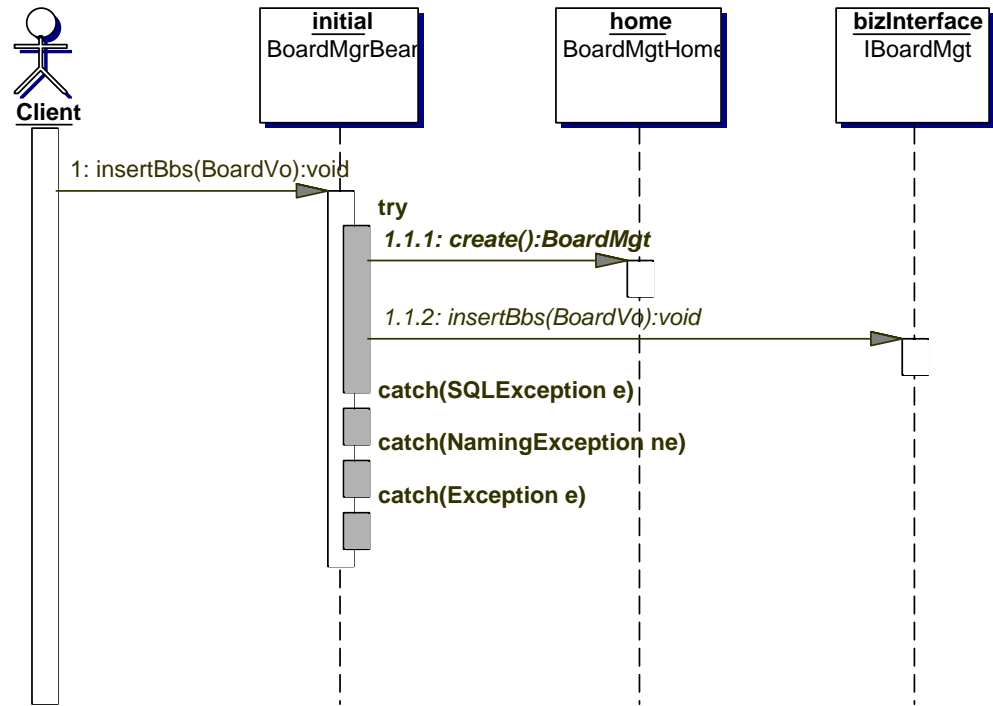 initial
BoardMgrBean
home
BoardMgtHome
bizInterface
IBoardMgt
Client
1: insertBbs(BoardVo):void
try
1.1.1: create():BoardMgt
1.1.2: insertBbs(BoardVo):void
catch(SQLException e)
catch(NamingException ne)
catch(Exception e)